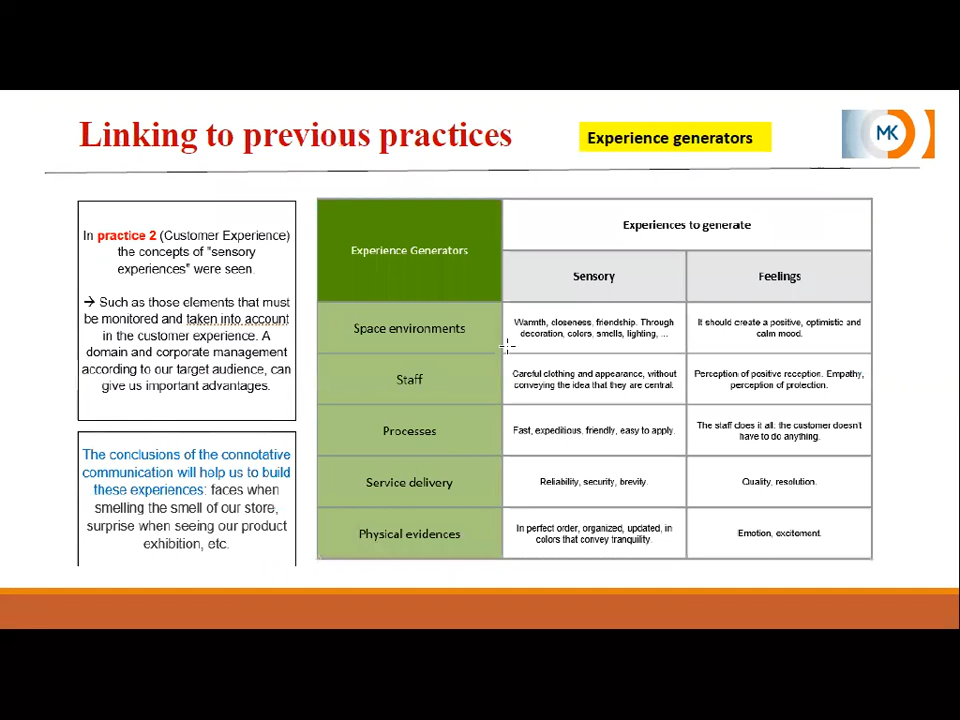 Linking to previous practices
Experience generators
MK
In practice 2 (Customer Experience)
the concepts of "sensory
experiences" were seen.
→ Such as those elements that must
be monitored and taken into account
in the customer experience. A
domain and corporate management
according to our target audience, can
give us important advantages.
The conclusions of the connotative
communication will help us to build
these experiences: faces when
smelling the smell of our store,
surprise when seeing our product
exhibition, etc.
Experience Generators
Experiences to generate
Sensory
Feelings
Space environments
Warmth, closeness, friendship. Through
decoration, colors, smells, lighting, ...
It should create a positive, optimistic and
calm mood.
Staff
Careful clothing and appearance, without
conveying the idea that they are central.
Perception of positive reception. Empathy,
perception of protection.
Processes
Fast, expeditious, friendly, easy to apply.
The staff does it all. the customer doesn't
have to do anything.
Service delivery
Reliability, security, brevity.
Quality, resolution.
Physical evidences
In perfect order, organized, updated, in
colors that convey tranquility.
Emotion, excitement.